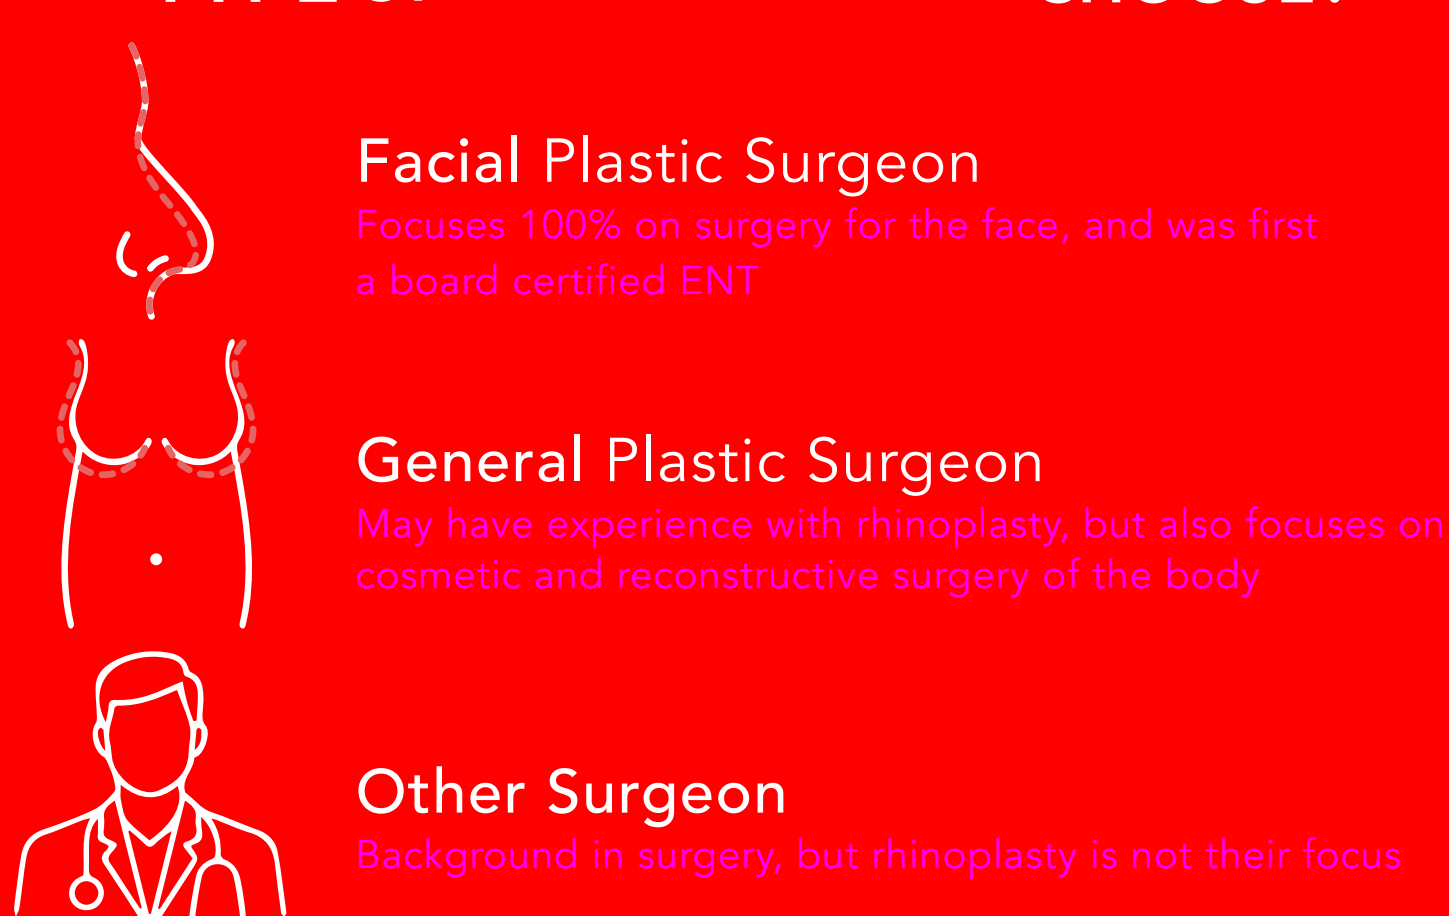 CHOOSE?
Facial Plastic Surgeon
Focuses 100% on surgery for the face, and was first
a board certified ENT
General Plastic Surgeon
May have experience with rhinoplasty, but also focuses on
cosmetic and reconstructive surgery of the body
Other Surgeon
Background in surgery, but rhinoplasty is not their focus